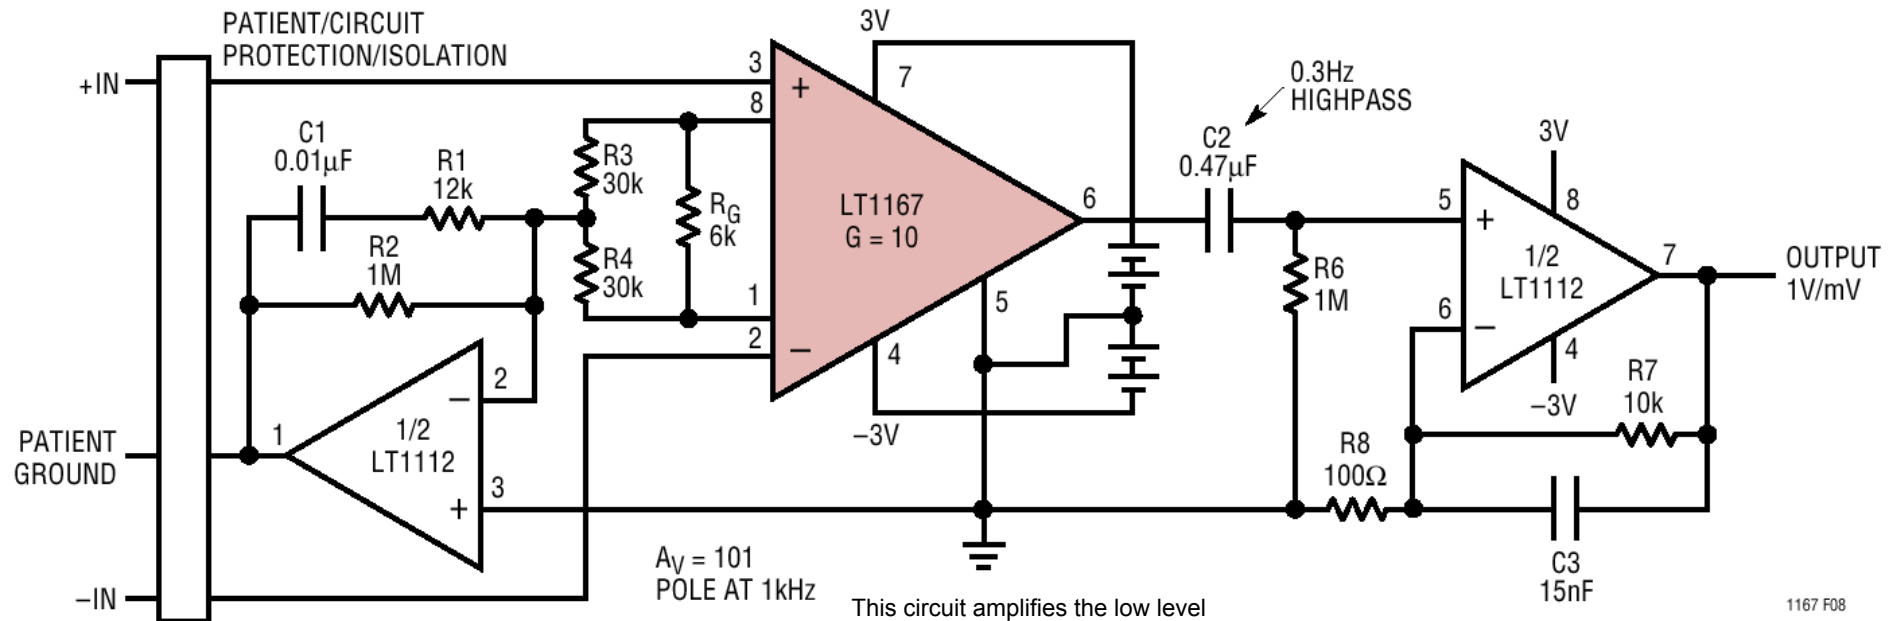 PATIENT/CIRCUIT
PROTECTION/ISOLATION
+IN
3V
3
+
7
8
0.3Hz
HIGHPASS
C1
0.01µF
R1
12k
R3
30k
RG
6k
LT1167
G = 10
6
C2
0.47µF
3V
5
+
8
R2
1M
R4
30k
1
2
–
5
4
R6
1M
1/2
LT1112
7
OUTPUT
1V/mV
6
–
4
–3V
R7
10k
2
–
1/2
LT1112
1
PATIENT
GROUND
3
+
–3V
R8
100Ω
AV = 101
POLE AT 1kHz
C3
15nF
–IN
This circuit amplifies the low level
1167 F08